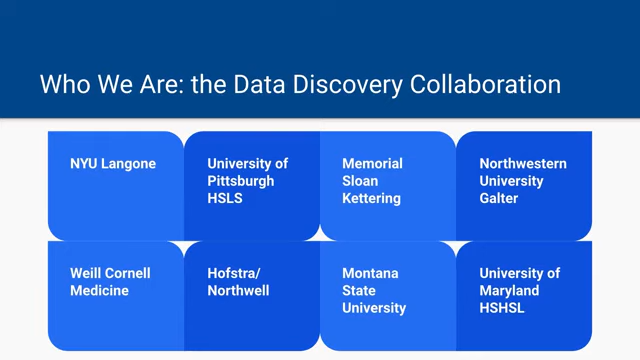 Who We Are: the Data Discovery Collaboration
NYU Langone
University of
Pittsburgh
HSLS
Memorial
Sloan
Kettering
Northwestern
University
Galter
Weill Cornell
Medicine
Hofstra/
Northwell
Montana
State
University
University of
Maryland
HSHSL